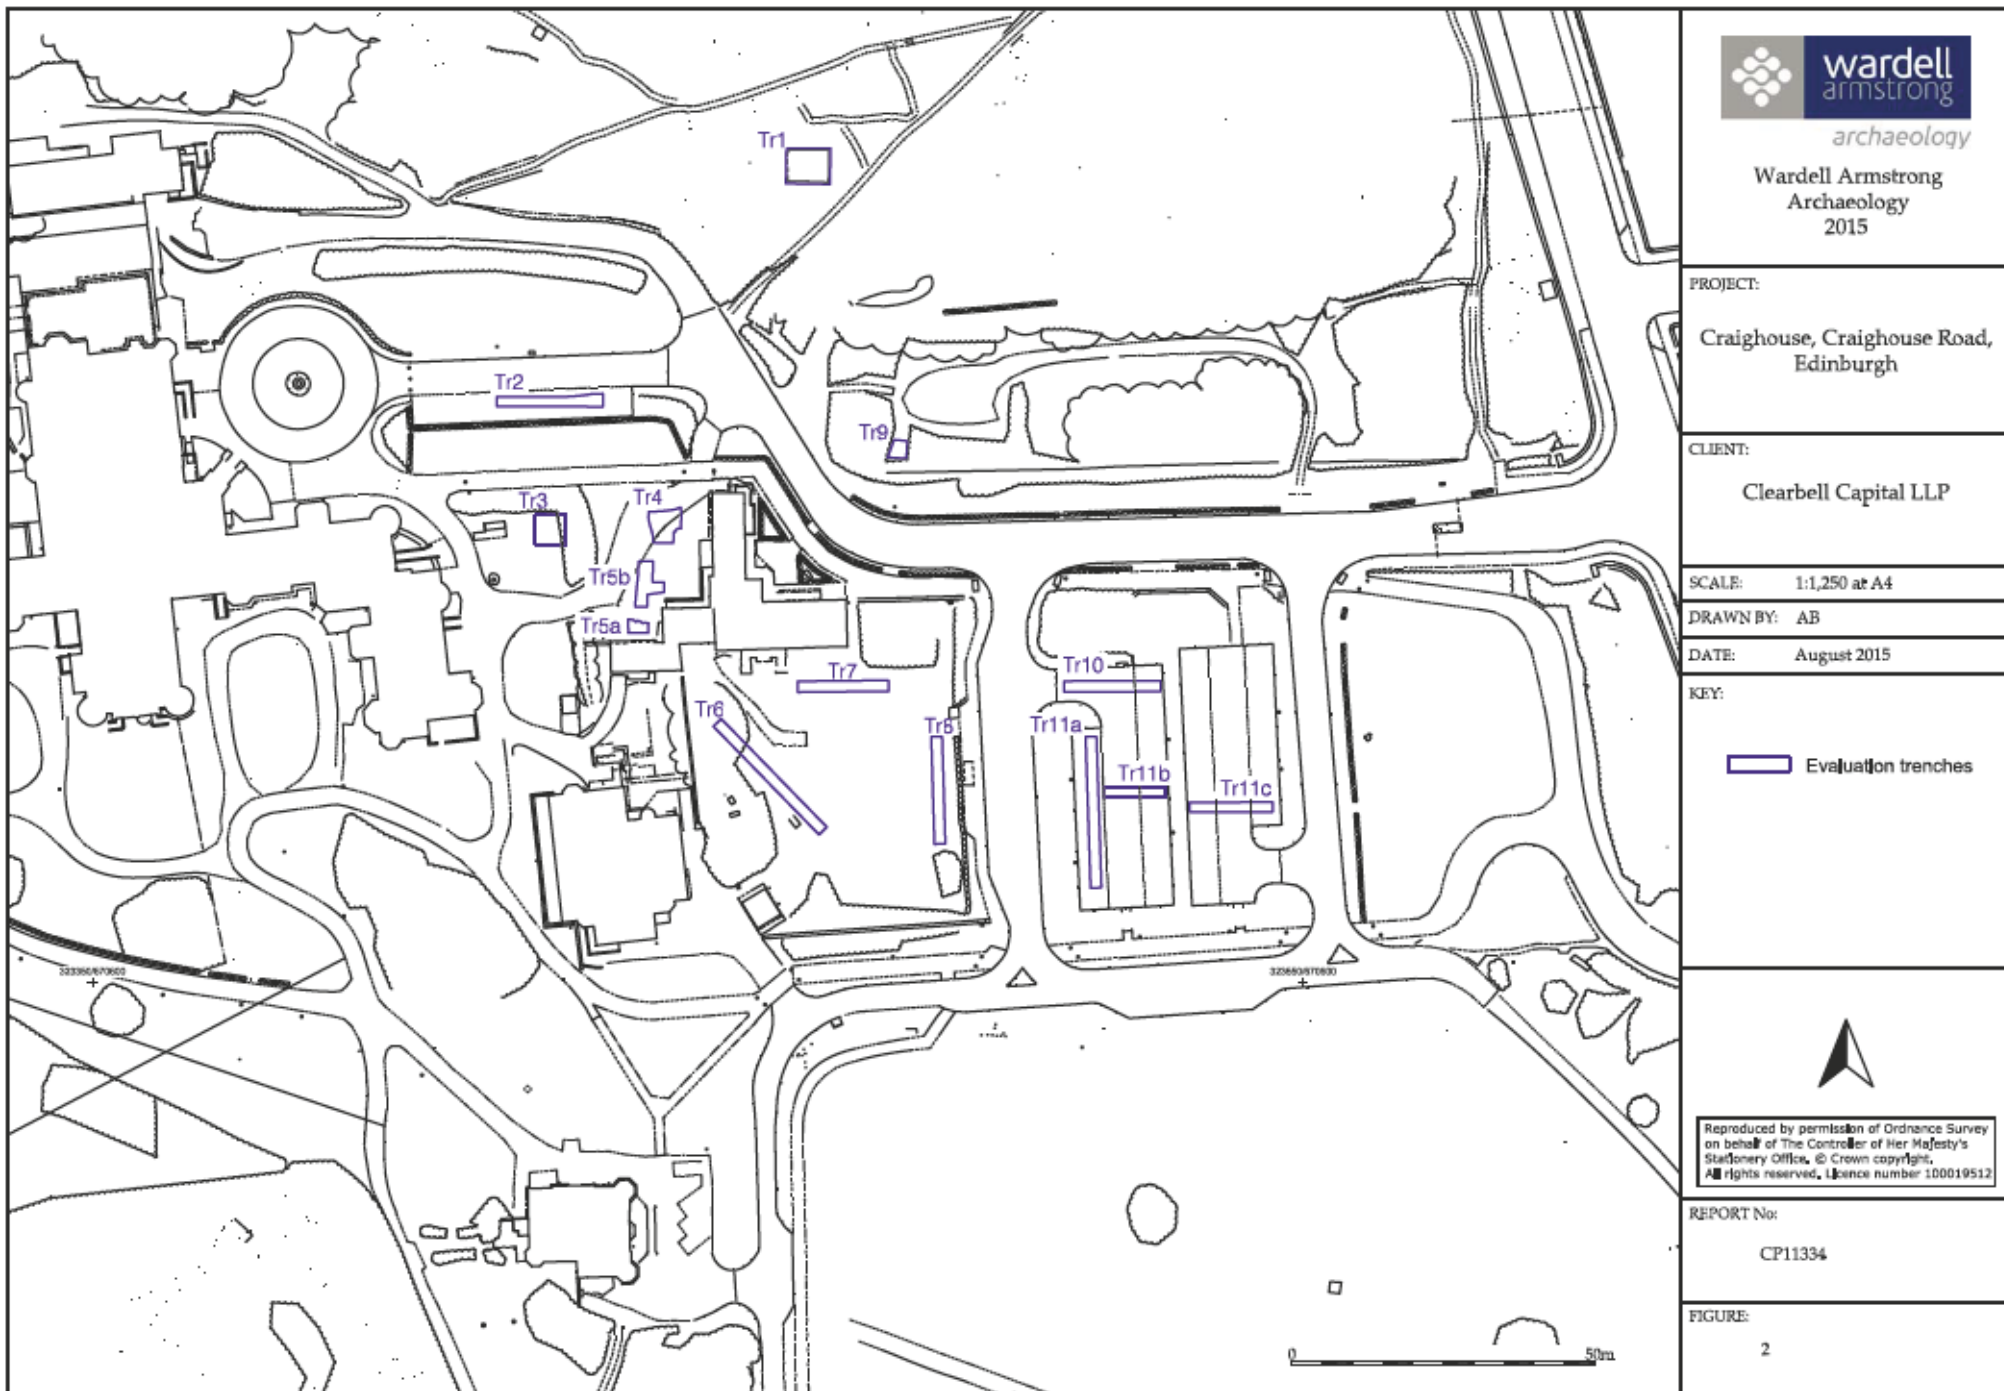 Tr1
Tr2
Tr9
Tr3
Tr4
Tr5b
Tr5a
Tr7
Tr10
Tr6
Tr8
Tr11a
Tr11b
Tr11c
323350/670600
323650/670600
0 50m
wardell
armstrong
archaeology
Wardell Armstrong
Archaeology
2015
PROJECT:
Craighouse, Craighouse Road,
Edinburgh
CLIENT:
Clearbell Capital LLP
SCALE: 1:1,250 at A4
DRAWN BY: AB
DATE: August 2015
KEY:
Evaluation trenches
Reproduced by permission of Ordnance Survey
on behalf of The Controller of Her Majesty's
Stationery Office, © Crown copyright.
All rights reserved. Licence number 100019512
REPORT No:
CP11334
FIGURE:
2